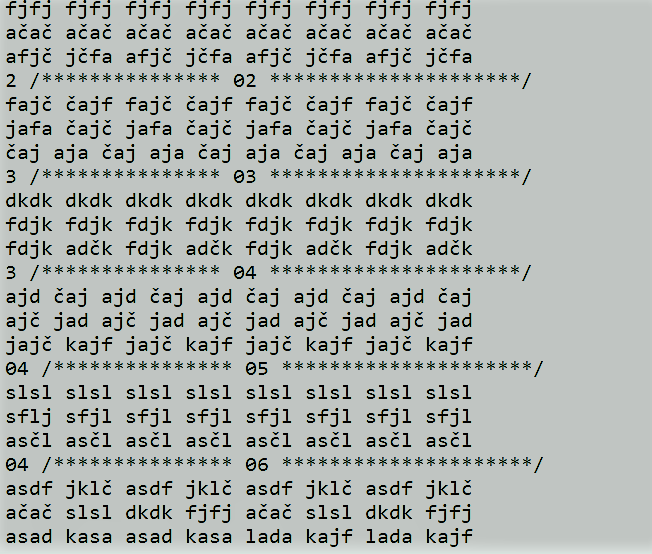 fjfj fjfj fjfj fjfj fjfj fjfj fjfj fjfj
ačač ačač ačač ačač ačač ačač ačač ačač
afjč jčfa afjč jčfa afjč jčfa afjč jčfa
2 /*************** 02 *********************/
fajč čajf fajč čajf fajč čajf fajč čajf
jafa čajč jafa čajč jafa čajč jafa čajč
čaj aja čaj aja čaj aja čaj aja čaj aja
3 /*************** 03 *********************/
dkdk dkdk dkdk dkdk dkdk dkdk dkdk dkdk
fdjk fdjk fdjk fdjk fdjk fdjk fdjk fdjk
fdjk adčk fdjk adčk fdjk adčk fdjk adčk
3 /*************** 04 *********************/
ajd čaj ajd čaj ajd čaj ajd čaj ajd čaj
ajč jad ajč jad ajč jad ajč jad ajč jad
jajč kajf jajč kajf jajč kajf jajč kajf
04 /*************** 05 *********************/
slsl slsl slsl slsl slsl slsl slsl slsl
sflj sfjl sfjl sfjl sfjl sfjl sfjl sfjl
asčl asčl asčl asčl asčl asčl asčl asčl
04 /*************** 06 *********************/
asdf jklč asdf jklč asdf jklč asdf jklč
ačač slsl dkdk fjfj ačač slsl dkdk fjfj
asad kasa asad kasa lada kajf lada kajf